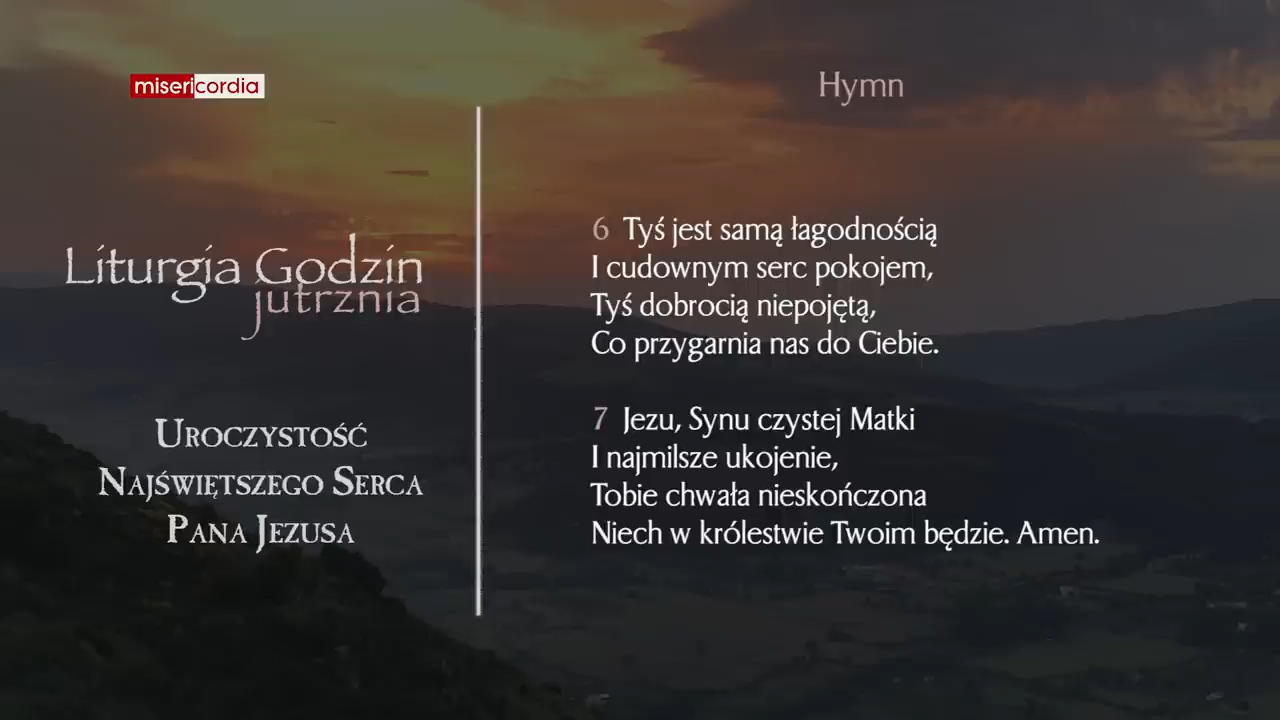 misericordia
Liturgia Godzin
jutrznia
Uroczystość
Najświętszego Serca
Pana Jezusa
Hymn
6 Tyś jest samą łagodnością
I cudownym serc pokojem,
Tyś dobrocią niepojętą,
Co przygarnia nas do Ciebie.
7 Jezu, Synu czystej Matki
I najmilsze ukojenie,
Tobie chwała nieskończona
Niech w królestwie Twoim będzie. Amen.